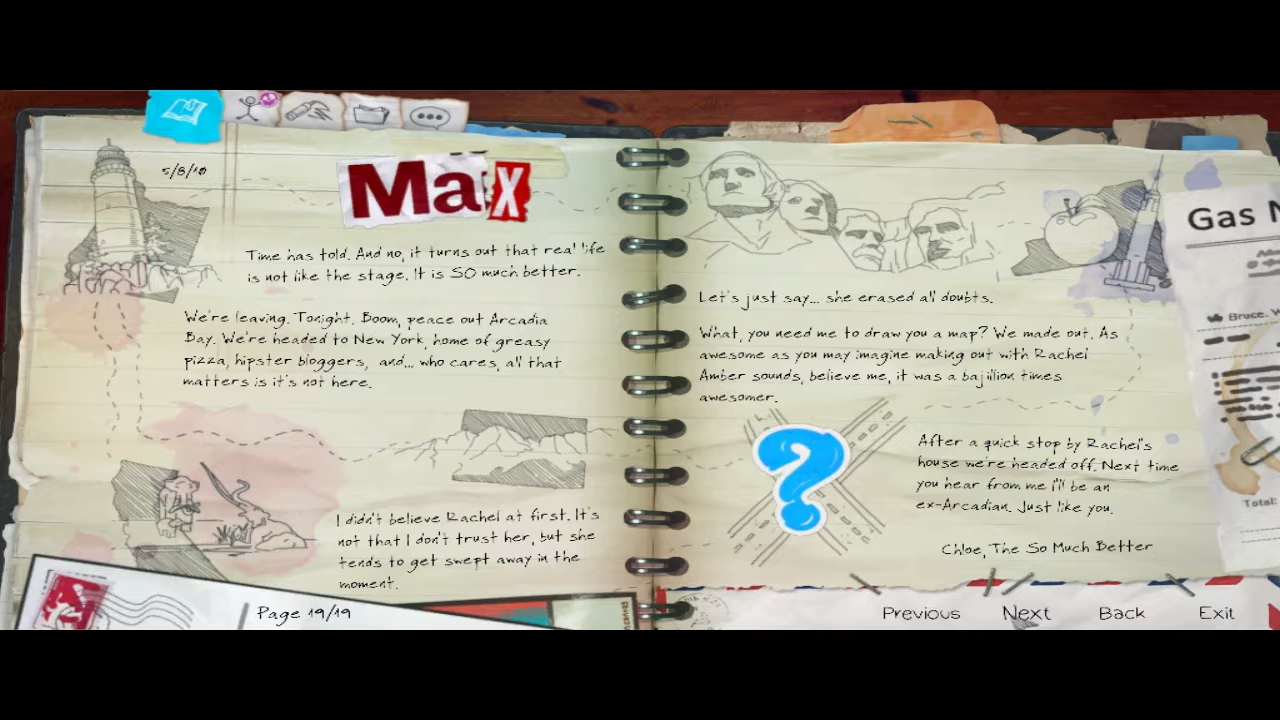 5/8/10
Max
Time has told. And no, it turns out that real life
is not like the stage. It is SO much better.
We're leaving. Tonight. Boom, peace out Arcadia
Bay. We're headed to New York, home of greasy
pizza, hipster bloggers, and... who cares, all that
matters is it's not here.
I didn't believe Rachel at first. It's
not that I don't trust her, but she
tends to get swept away in the
moment.
Let's just say... she erased all doubts.
What, you need me to draw you a map? We made out. As
awesome as you may imagine making out with Rachel
Amber sounds, believe me, it was a bajillion times
awesomer.
?
After a quick stop by Rachel's
house we're headed off. Next time
you hear from me I'll be an
ex-Arcadian. Just like you.
Chloe, The So Much Better
Gas
Bruce.
Total:
Page 19/19
Previous
Next
Back
Exit